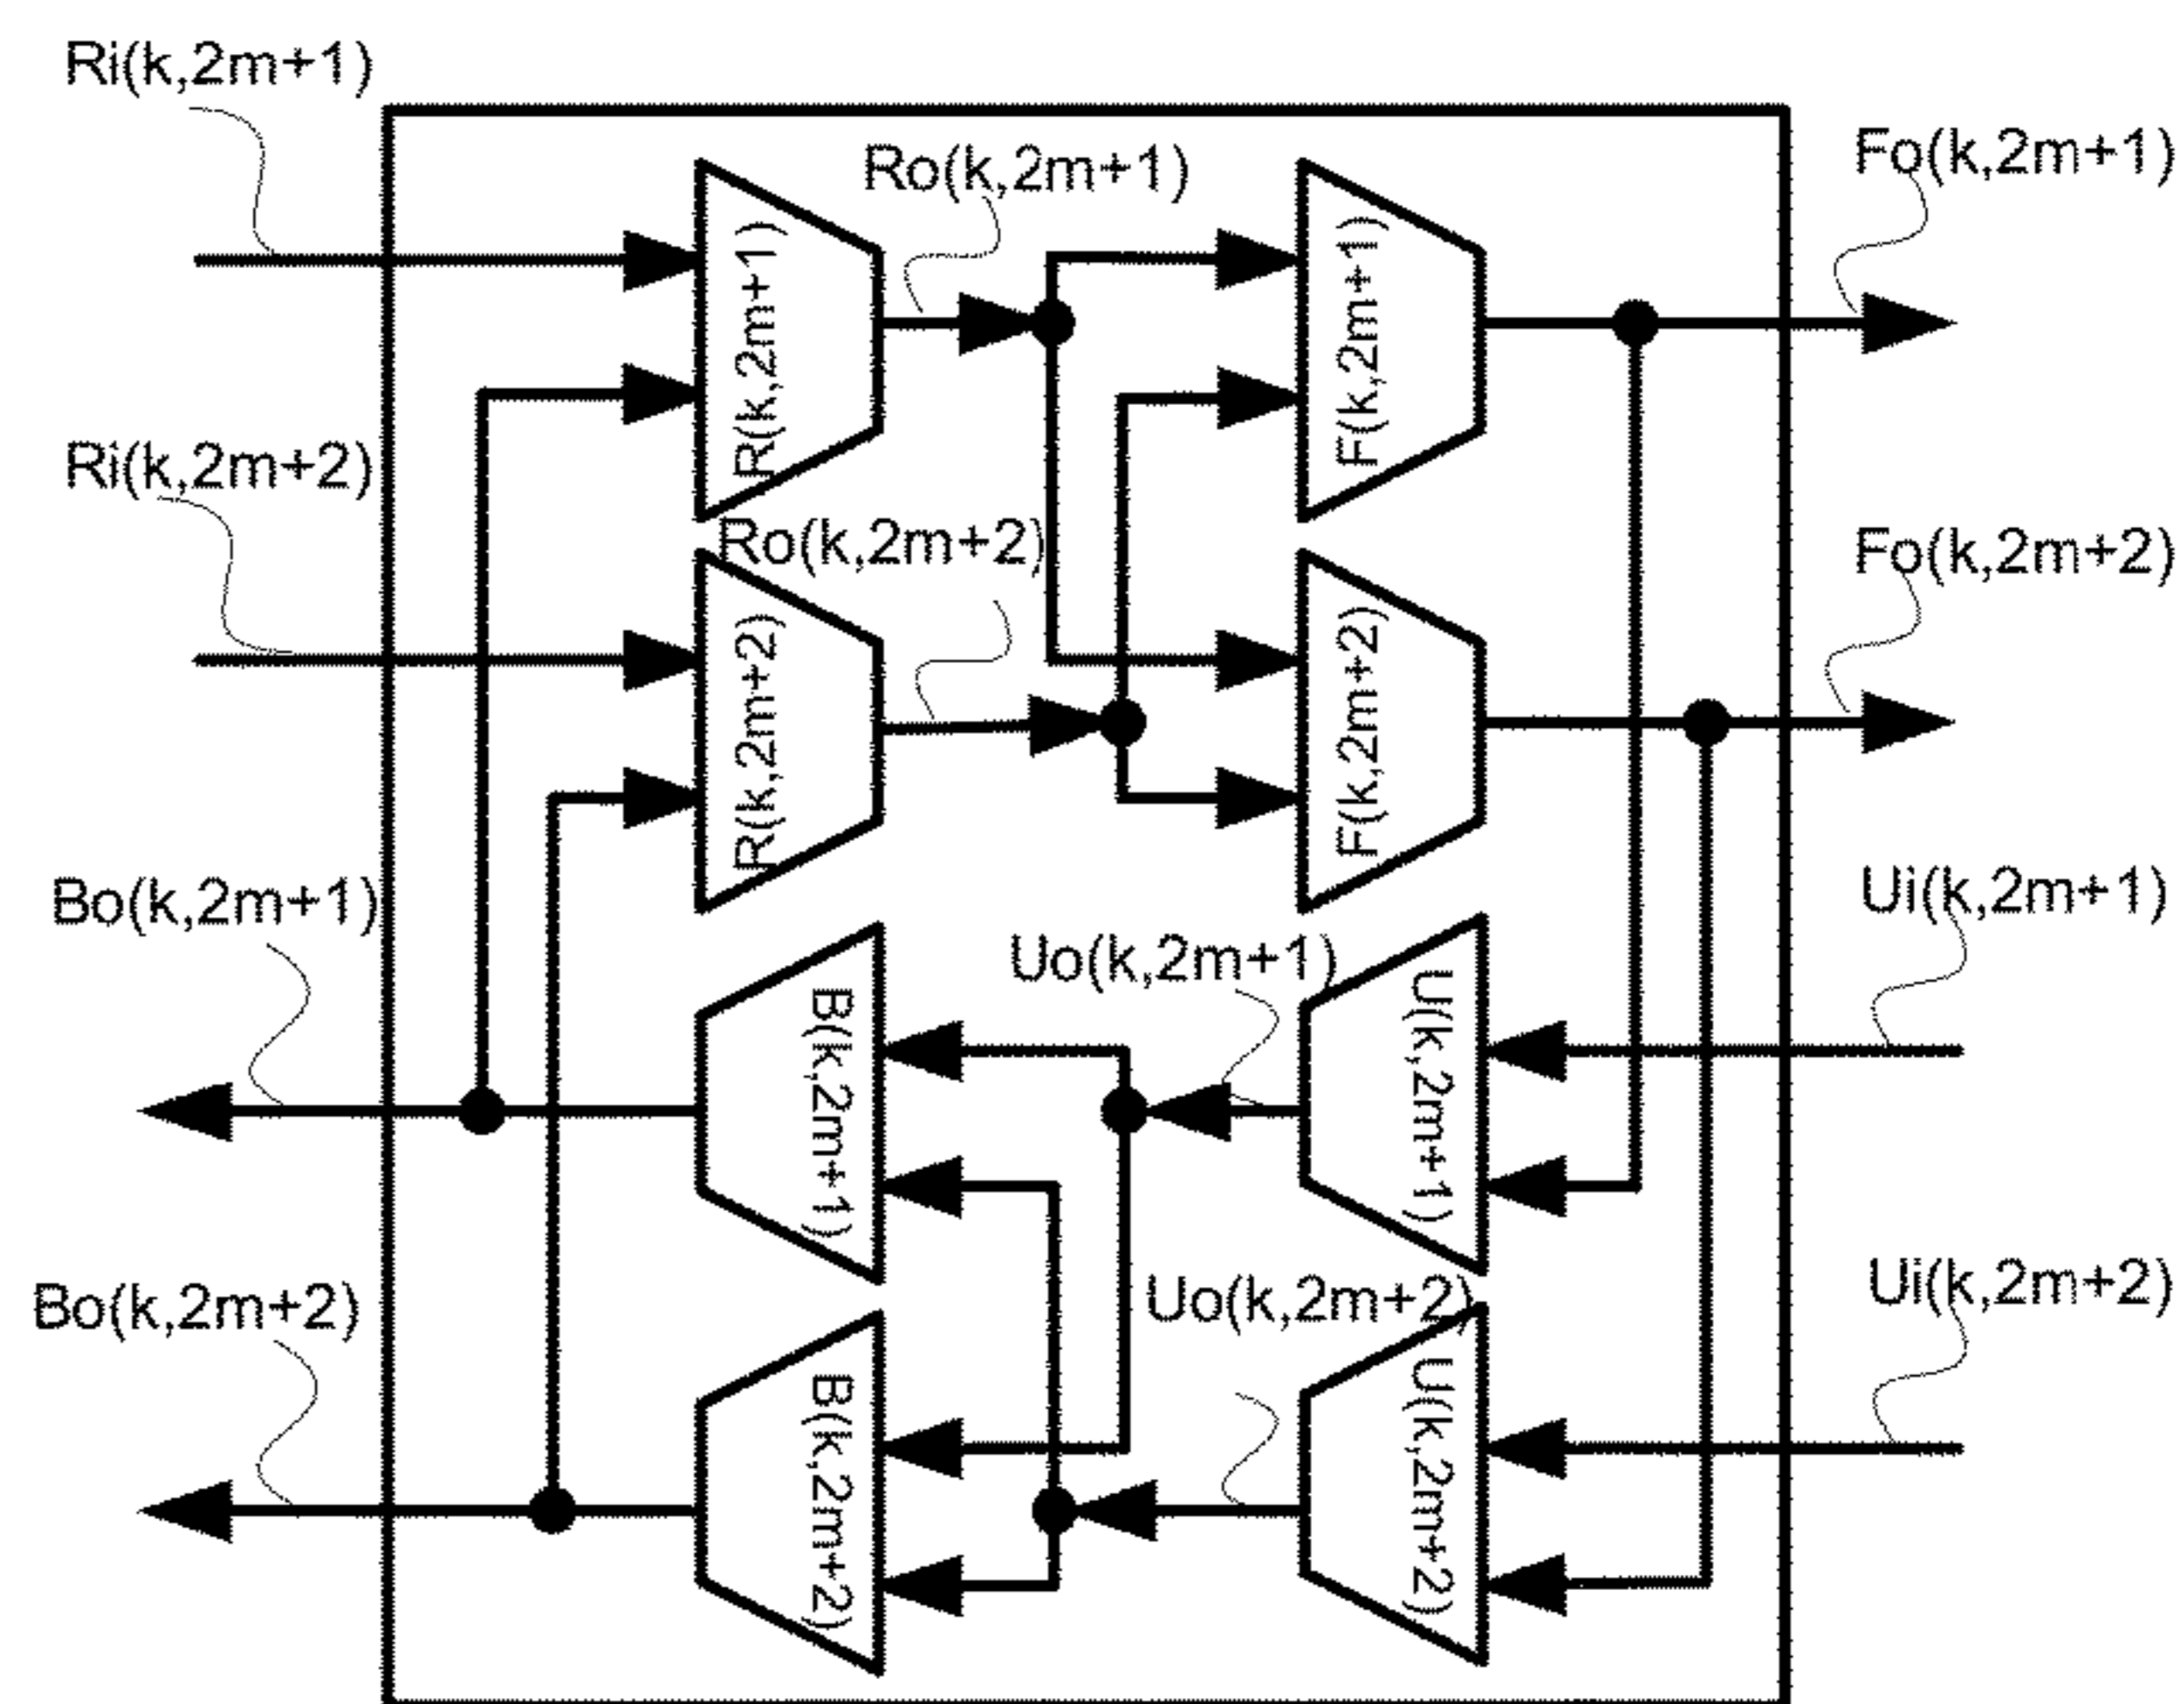 Ri(k,2m+1)
Fo(k,2m+1)
Ro(k,2m+1)
R(k,2m+1)
F(k,2m+1)
Ri(k,2m+2)
Ro(k,2m+2)
Fo(k,2m+2)
R(k,2m+2)
F(k,2m+2)
Bo(k,2m+1)
Ui(k,2m+1)
Uo(k,2m+1)
B(k,2m+1)
U(k,2m+1)
Bo(k,2m+2)
Uo(k,2m+2)
Ui(k,2m+2)
B(k,2m+2)
U(k,2m+2)